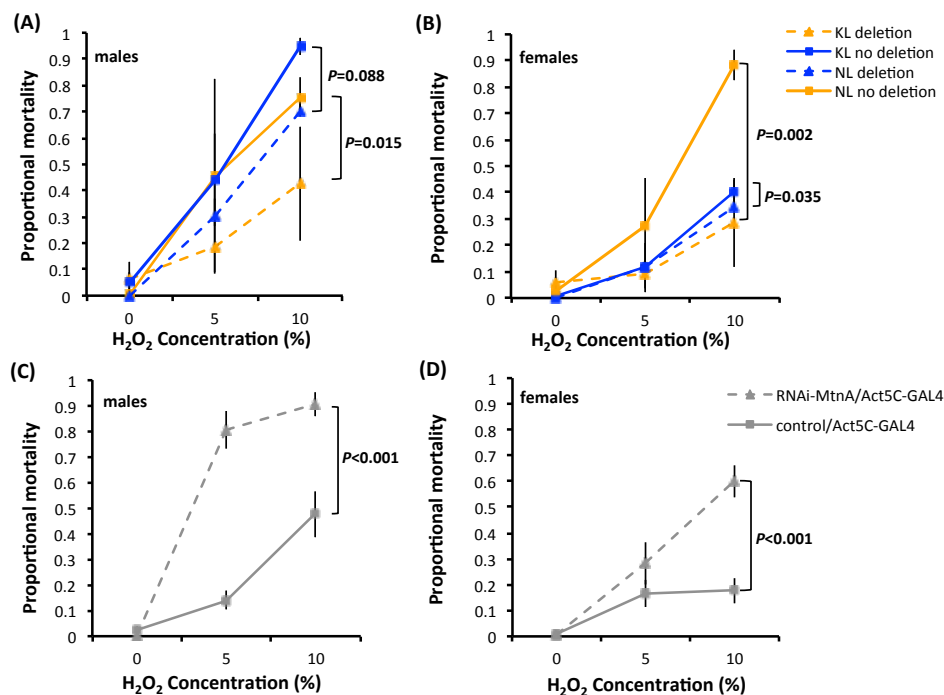 (A)
males
Proportional mortality
1
0.9
0.8
0.7
0.6
0.5
0.4
0.3
0.2
0.1
0
0 5 10
H₂O₂ Concentration (%)
P=0.088
P=0.015
(B)
females
Proportional mortality
1
0.9
0.8
0.7
0.6
0.5
0.4
0.3
0.2
0.1
0
0 5 10
H₂O₂ Concentration (%)
P=0.002
P=0.035
KL deletion
KL no deletion
NL deletion
NL no deletion
(C)
males
Proportional mortality
1
0.9
0.8
0.7
0.6
0.5
0.4
0.3
0.2
0.1
0
0 5 10
H₂O₂ Concentration (%)
P<0.001
(D)
females
Proportional mortality
1
0.9
0.8
0.7
0.6
0.5
0.4
0.3
0.2
0.1
0
0 5 10
H₂O₂ Concentration (%)
P<0.001
RNAi-MtnA/Act5C-GAL4
control/Act5C-GAL4